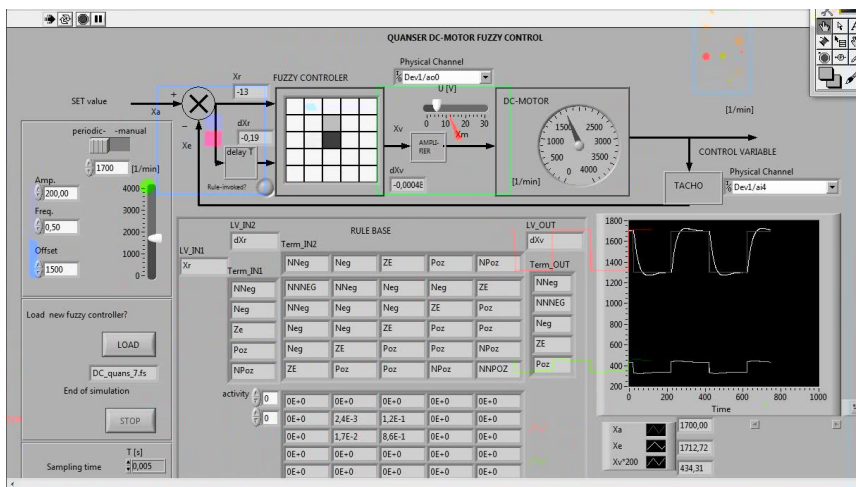 QUANSER DC-MOTOR FUZZY CONTROL
SET value
Xa
+
-
Xe
Xr
-13
dXr
-0,19
delay T
Rule-invoked?
FUZZY CONTROLER
Physical Channel
Dev1/ao0
U [V]
0 10 20 30
Xv
Xm
AMPLI-
FIER
dXv
-0,0004E
DC-MOTOR
0 500 1000 1500 2500 3500 4000
[1/min]
[1/min]
CONTROL VARIABLE
TACHO
Physical Channel
Dev1/ai4
periodic- -manual
1700 [1/min]
Amp.
200,00
Freq.
0,50
Offset
1500
4000
3000
2000
1000
0
Load new fuzzy controller?
LOAD
DC_quans_7.fs
End of simulation
STOP
T [s]
Sampling time 0,005
RULE BASE
LV_IN1
Xr
LV_IN2
dXr
LV_OUT
dXv
Term_IN2
NNeg Neg ZE Poz NPoz
Term_IN1
NNeg NNNEG NNeg NNeg Neg ZE
Neg NNeg NNeg Neg ZE Poz
Ze Neg Neg ZE Poz Poz
Poz Neg ZE Poz Poz NPoz
NPoz ZE Poz Poz NPoz NNPOZ
Term_OUT
NNeg
NNNEG
Neg
ZE
Poz
activity 0
0
0E+0 0E+0 0E+0 0E+0 0E+0
0E+0 2,4E-3 1,2E-1 0E+0 0E+0
0E+0 1,7E-2 8,6E-1 0E+0 0E+0
0E+0 0E+0 0E+0 0E+0 0E+0
0E+0 0E+0 0E+0 0E+0 0E+0
1800
1600
1400
1200
1000
800
600
400
200
0 200 400 600 800 1000
Time
Xa 1700,00
Xe 1712,72
Xv*200 434,31